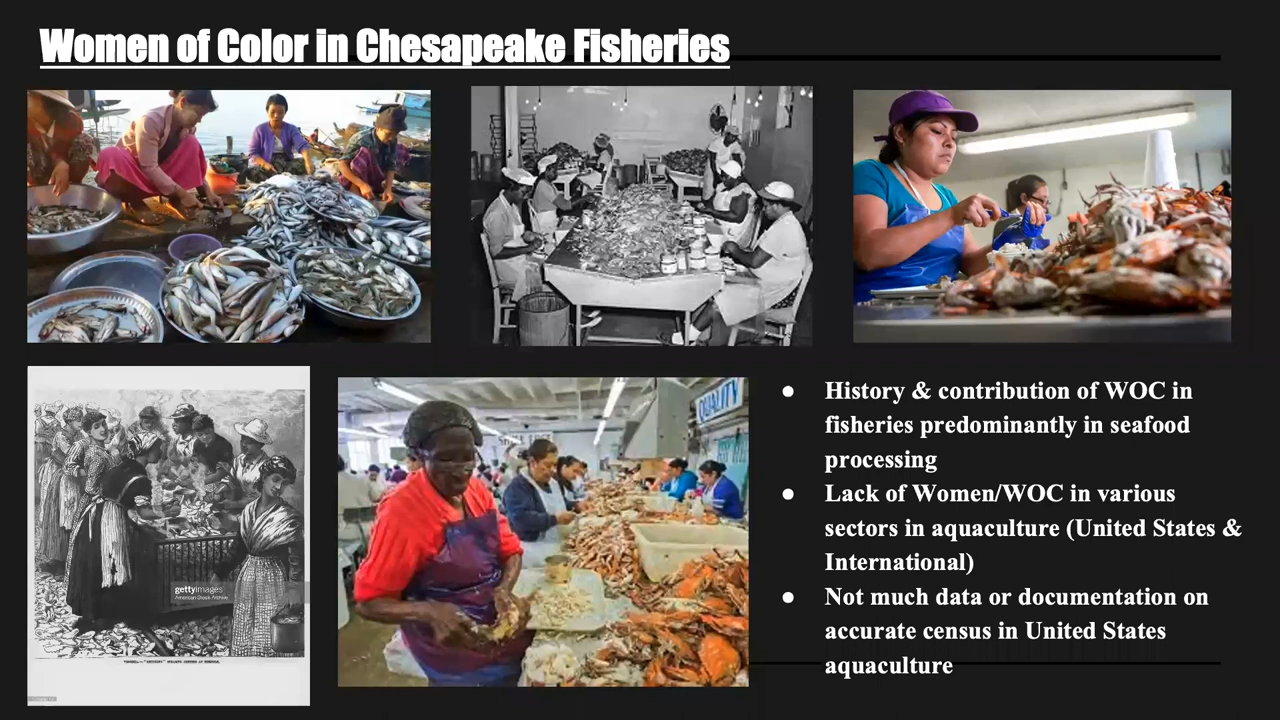 Women of Color in Chesapeake Fisheries
QUALITY
gettyimages
American Stock Archive
● History & contribution of WOC in
fisheries predominantly in seafood
processing
● Lack of Women/WOC in various
sectors in aquaculture (United States &
International)
● Not much data or documentation on
accurate census in United States
aquaculture